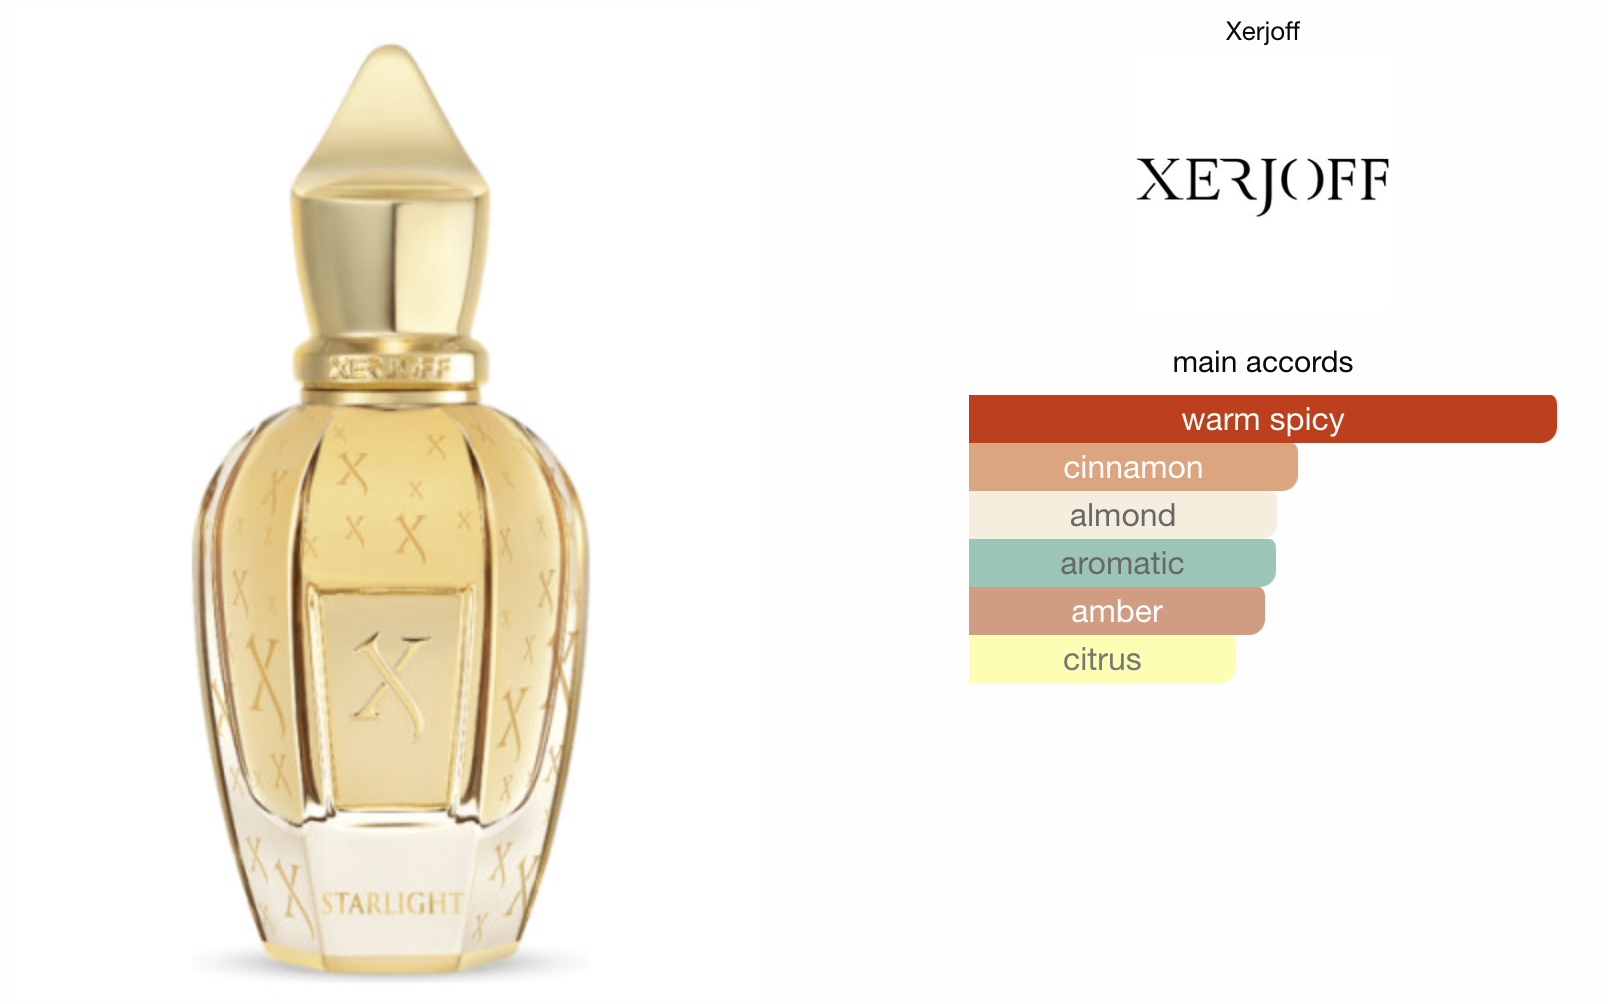 XERJOFF
X
STARLIGHT
Xerjoff
XERJOFF
main accords
warm spicy
cinnamon
almond
aromatic
amber
citrus